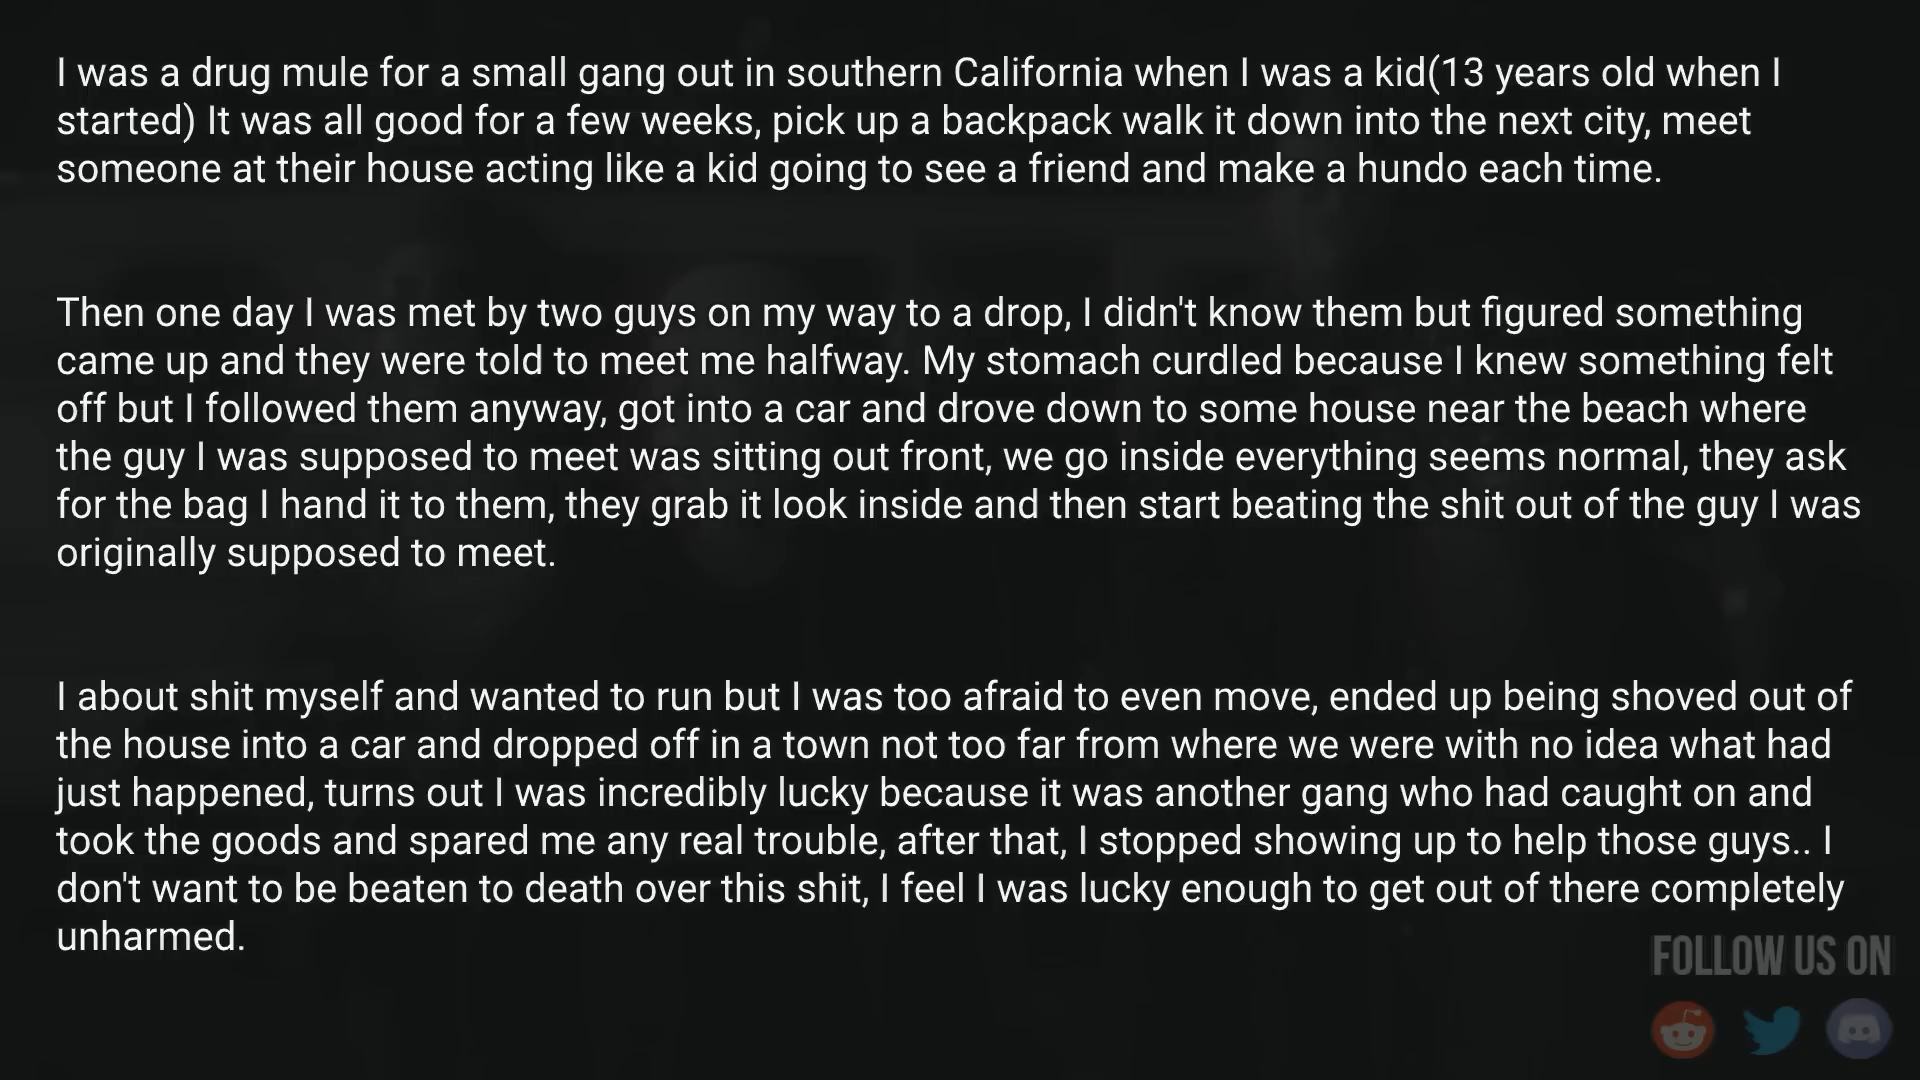 I was a drug mule for a small gang out in southern California when I was a kid(13 years old when I
started) It was all good for a few weeks, pick up a backpack walk it down into the next city, meet
someone at their house acting like a kid going to see a friend and make a hundo each time.
Then one day I was met by two guys on my way to a drop, I didn't know them but figured something
came up and they were told to meet me halfway. My stomach curdled because I knew something felt
off but I followed them anyway, got into a car and drove down to some house near the beach where
the guy I was supposed to meet was sitting out front, we go inside everything seems normal, they ask
for the bag I hand it to them, they grab it look inside and then start beating the shit out of the guy I was
originally supposed to meet.
I about shit myself and wanted to run but I was too afraid to even move, ended up being shoved out of
the house into a car and dropped off in a town not too far from where we were with no idea what had
just happened, turns out I was incredibly lucky because it was another gang who had caught on and
took the goods and spared me any real trouble, after that, I stopped showing up to help those guys.. I
don't want to be beaten to death over this shit, I feel I was lucky enough to get out of there completely
unharmed.
FOLLOW US ON